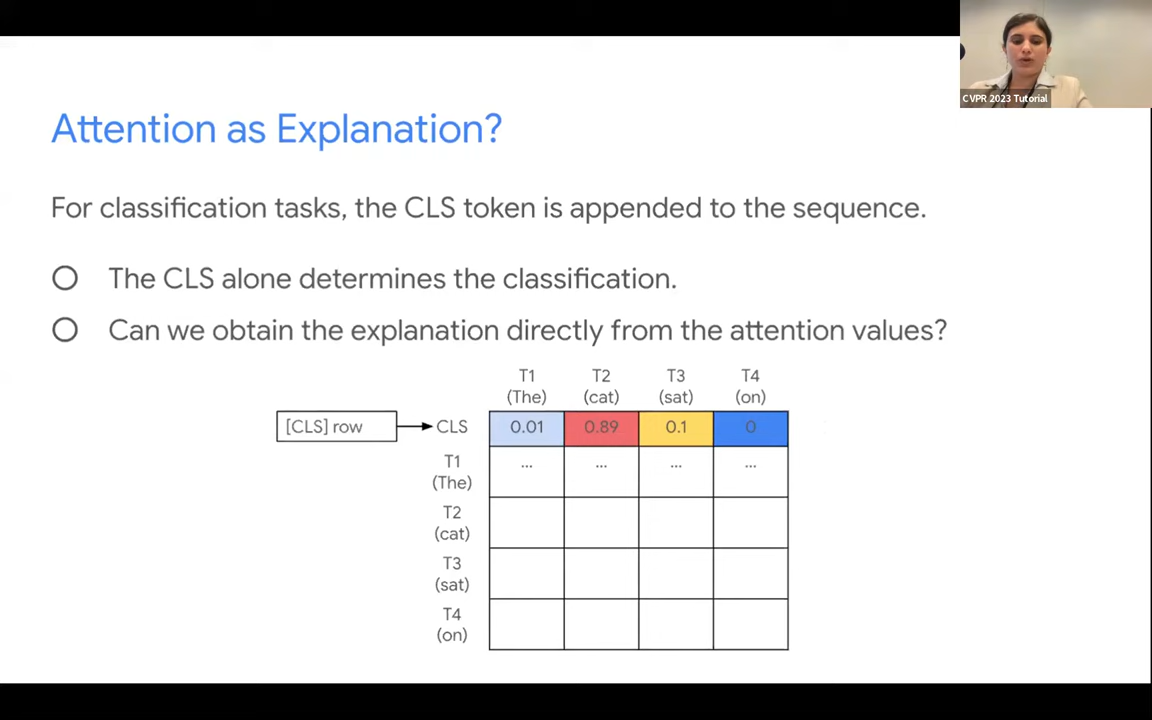 CVPR 2023 Tutorial
Attention as Explanation?
For classification tasks, the CLS token is appended to the sequence.
The CLS alone determines the classification.
Can we obtain the explanation directly from the attention values?
T1 T2 T3 T4
(The) (cat) (sat) (on)
[CLS] row CLS 0.01 0.89 0.1 0
T1 ... ... ... ...
(The)
T2
(cat)
T3
(sat)
T4
(on)